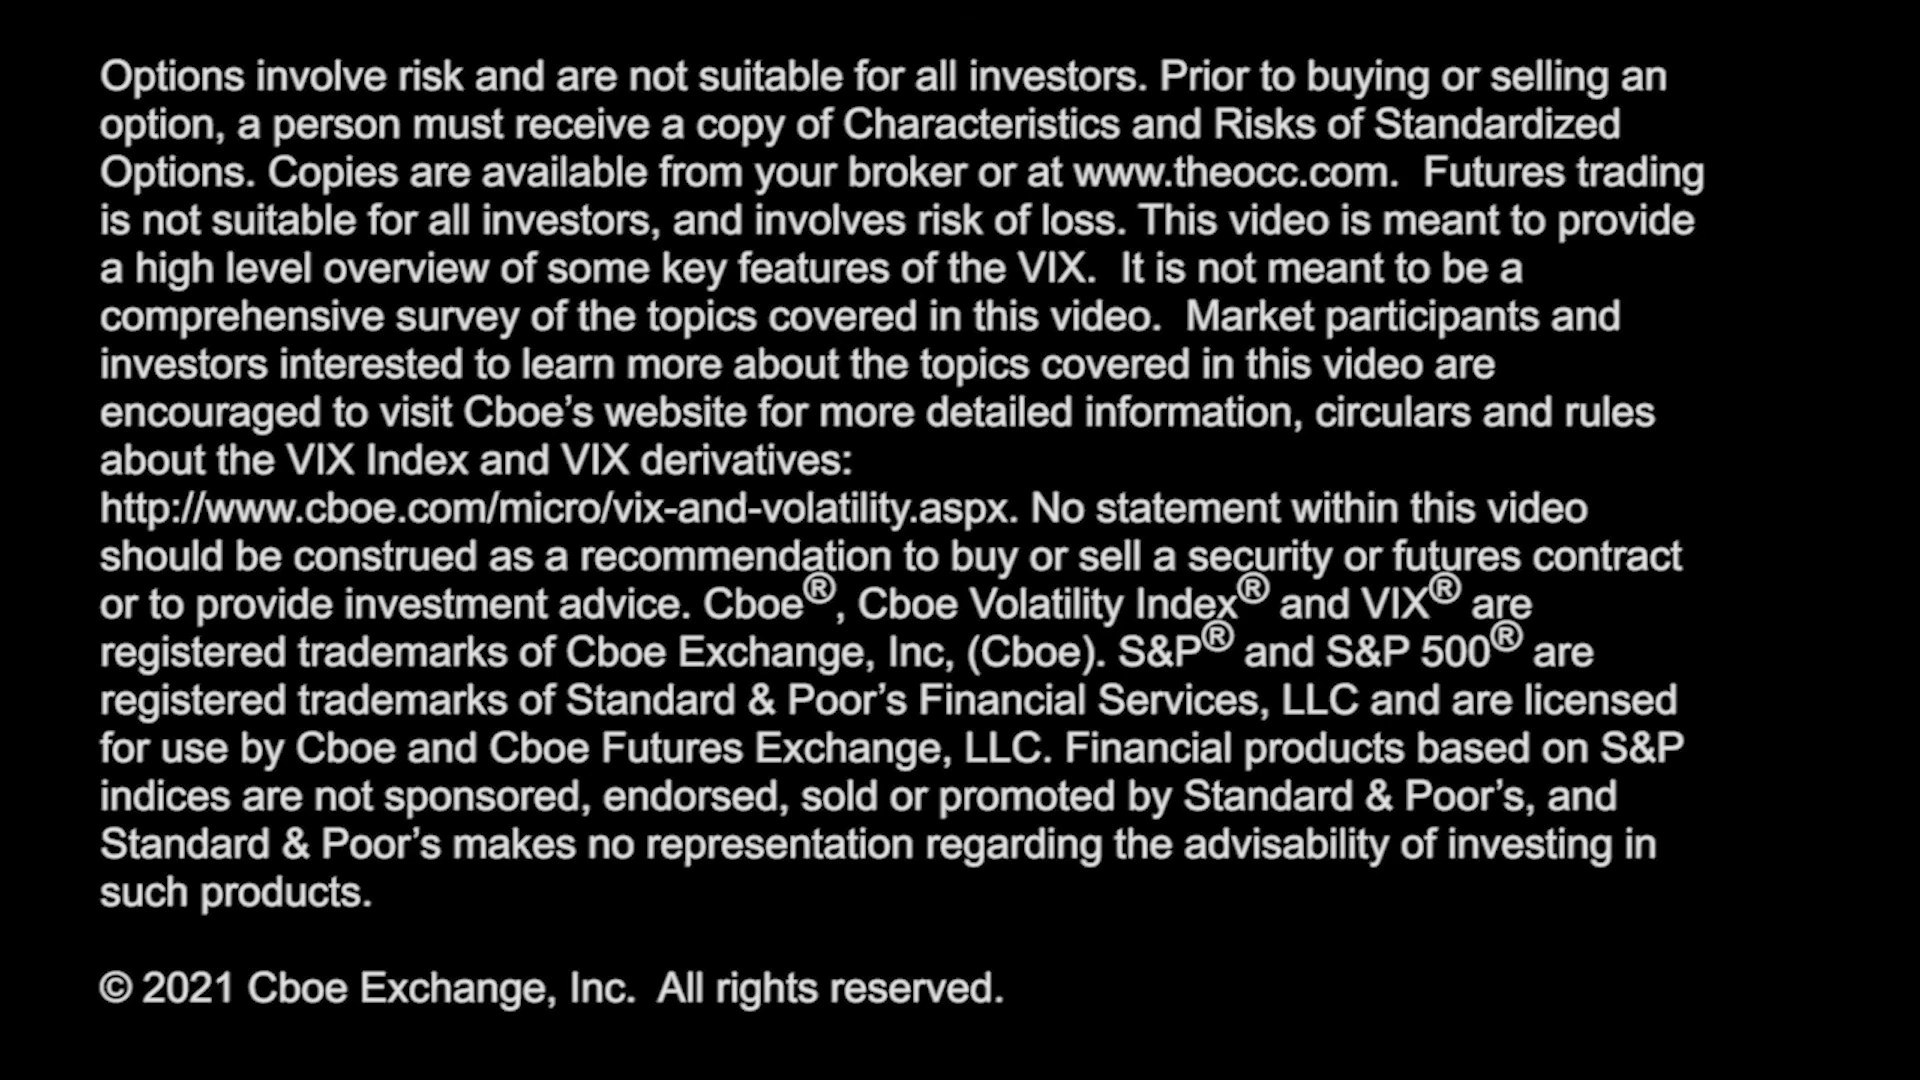 Options involve risk and are not suitable for all investors. Prior to buying or selling an
option, a person must receive a copy of Characteristics and Risks of Standardized
Options. Copies are available from your broker or at www.theocc.com.  Futures trading
is not suitable for all investors, and involves risk of loss. This video is meant to provide
a high level overview of some key features of the VIX.  It is not meant to be a
comprehensive survey of the topics covered in this video.  Market participants and
investors interested to learn more about the topics covered in this video are
encouraged to visit Cboe’s website for more detailed information, circulars and rules
about the VIX Index and VIX derivatives:
http://www.cboe.com/micro/vix-and-volatility.aspx. No statement within this video
should be construed as a recommendation to buy or sell a security or futures contract
or to provide investment advice. Cboe®, Cboe Volatility Index® and VIX® are
registered trademarks of Cboe Exchange, Inc, (Cboe). S&P® and S&P 500® are
registered trademarks of Standard & Poor’s Financial Services, LLC and are licensed
for use by Cboe and Cboe Futures Exchange, LLC. Financial products based on S&P
indices are not sponsored, endorsed, sold or promoted by Standard & Poor’s, and
Standard & Poor’s makes no representation regarding the advisability of investing in
such products.
© 2021 Cboe Exchange, Inc.  All rights reserved.